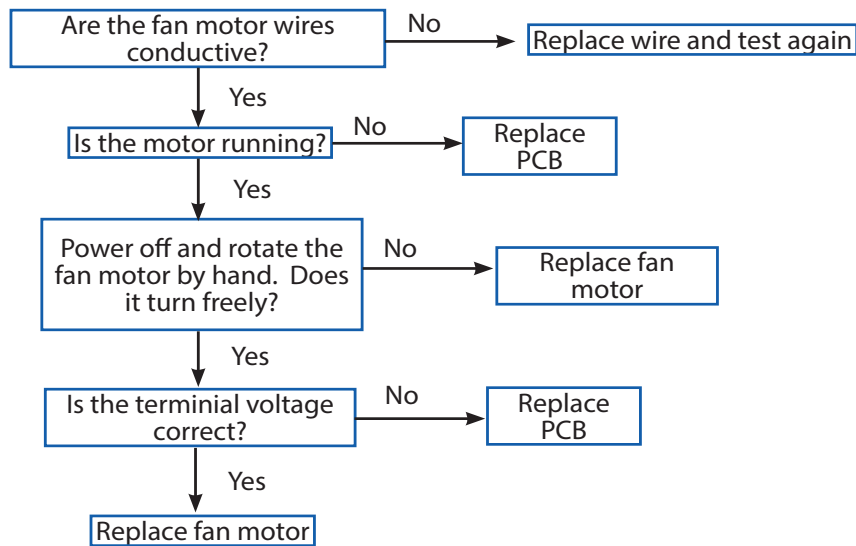 Are the fan motor wires
conductive?
No
Replace wire and test again
Yes
Is the motor running?
No
Replace
PCB
Yes
Power off and rotate the
fan motor by hand.  Does
it turn freely?
No
Replace fan
motor
Yes
Is the terminial voltage
correct?
No
Replace
PCB
Yes
Replace fan motor